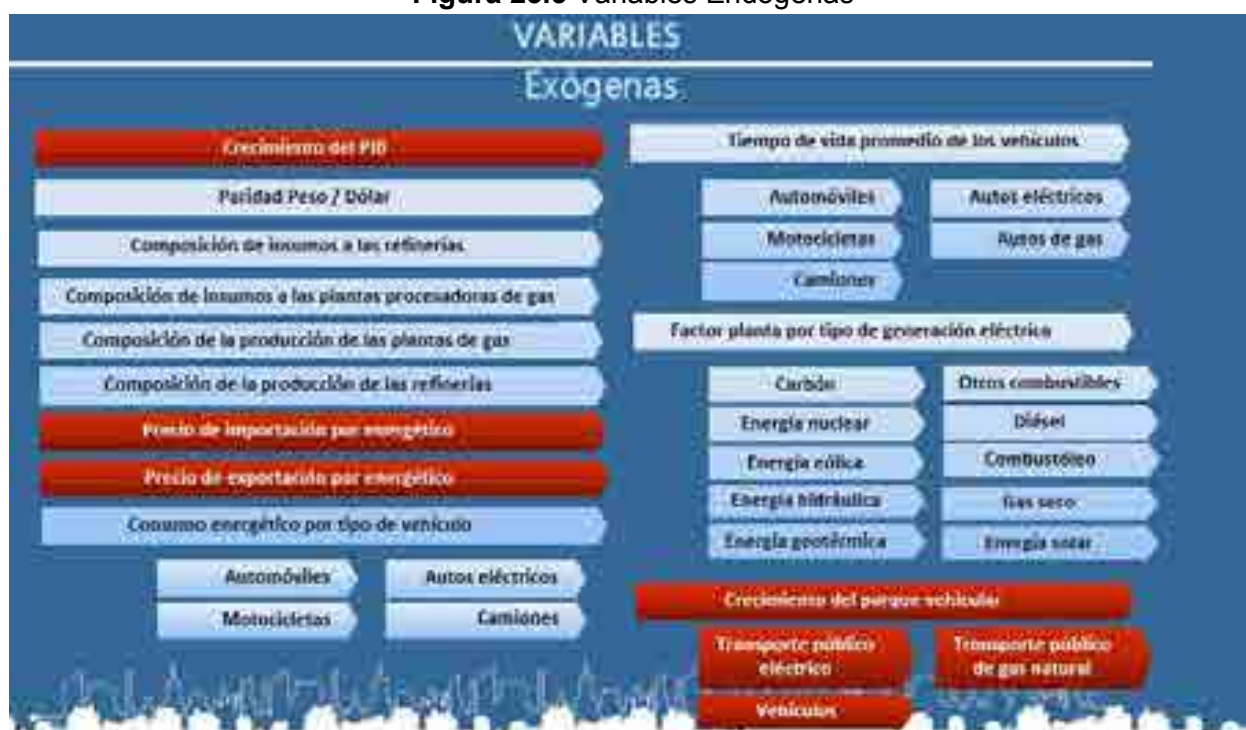 VARIABLES
Exógenas
Crecimiento del PIB
Paridad Peso / Dólar
Composición de insumos a las refinerías
Composición de insumos a las plantas procesadoras de gas
Composición de la producción de las plantas de gas
Composición de la producción de las refinerías
Precio de importación por energético
Precio de exportación por energético
Consumo energético por tipo de vehículo
Automóviles
Autos eléctricos
Motocicletas
Camiones
Tiempo de vida promedio de los vehículos
Automóviles
Autos eléctricos
Motocicletas
Autos de gas
Camiones
Factor planta por tipo de generación eléctrica
Carbón
Otros combustibles
Energía nuclear
Diésel
Energía eólica
Combustóleo
Energía hidráulica
Gas seco
Energía geotérmica
Energía solar
Crecimiento del parque vehicular
Transporte público
eléctrico
Transporte público
de gas natural
Vehículos